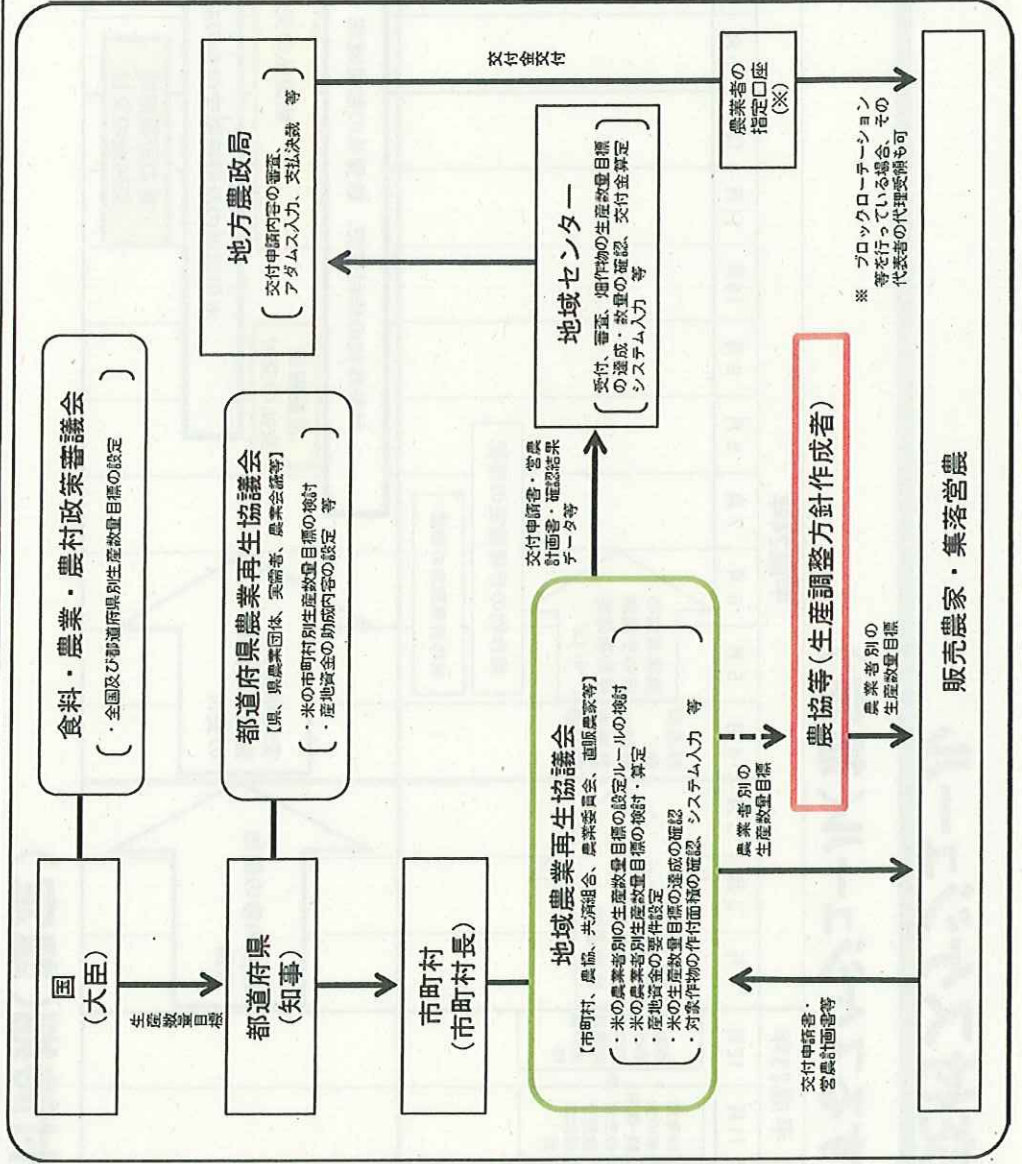 国
(大臣)
食料・農業・農村政策審議会
・全国及び都道府県別生産数量目標の設定
生産数量目標
都道府県
(知事)
都道府県農業再生協議会
【県、県農業団体、実需者、農業会議等】
・米の市町村別生産数量目標の検討
・産地資金の助成内容の設定 等
地方農政局
交付申請内容の審査、
アダムス入力、支払決裁 等
市町村
(市町村長)
地域農業再生協議会
【市町村、農協、共済組合、農業委員会、直販農家等】
・米の農業者別の生産数量目標の設定ルールの検討
・米の農業者別生産数量目標の検討・算定
・産地資金の要件設定
・米の生産数量目標の達成の確認
・対象作物の作付面積の確認、システム入力 等
交付申請書・営農
計画書・確認結果
データ等
地域センター
受付、審査、畑作物の生産数量目標
の達成・数量の確認、交付金算定
システム入力 等
交付金交付
農業者別の
生産数量目標
農協等(生産調整方針作成者)
農業者別の
生産数量目標
農業者の
指定口座
(※)
※ ブロックローテーション
等を行っている場合、その
代表者の代理受領も可
交付申請書・
営農計画書等
販売農家・集落営農